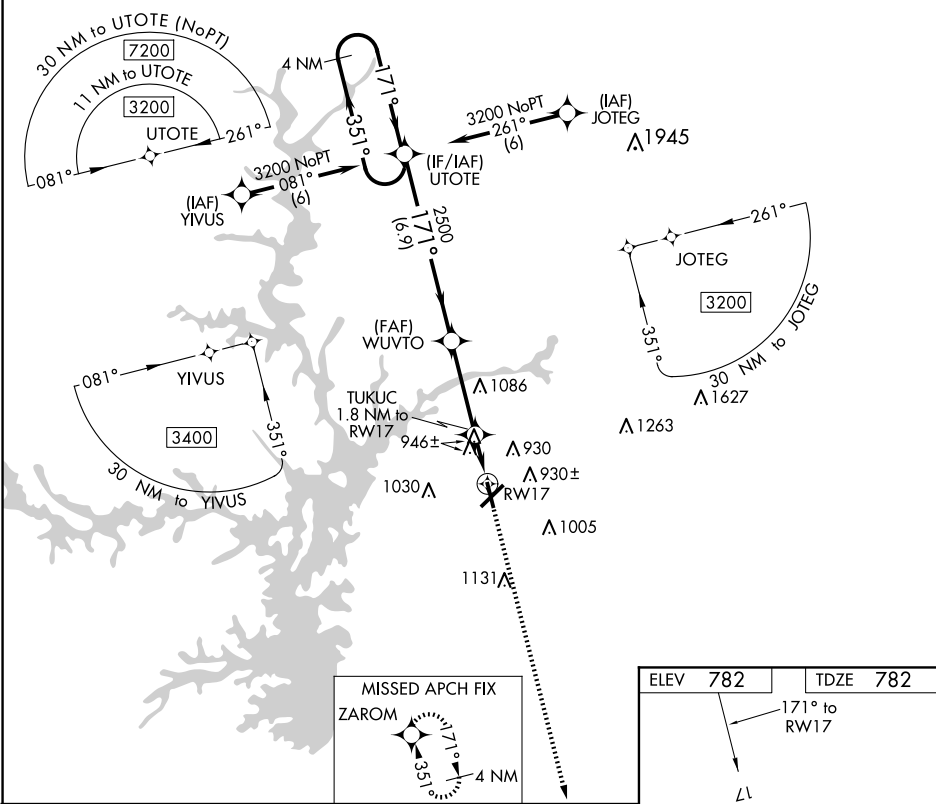 30 NM to UTOTE (NoPT)
7200
11 NM to UTOTE
3200
UTOTE
081°
261°
4 NM
171°
351°
3200 NoPT
261°
(6)
(IAF)
JOTEG
1945
(IF/IAF)
UTOTE
3200 NoPT
081°
(6)
(IAF)
YIVUS
2500
171°
(6.9)
261°
JOTEG
3200
351°
30 NM to JOTEG
(FAF)
WUVTO
081°
YIVUS
3400
351°
30 NM to YIVUS
1086
TUKUC
1.8 NM to
RW17
946±
930
1627
1263
930±
RW17
1030
1005
1131
MISSED APCH FIX
ZAROM
171°
351°
4 NM
ELEV 782
TDZE 782
171° to
RW17
17